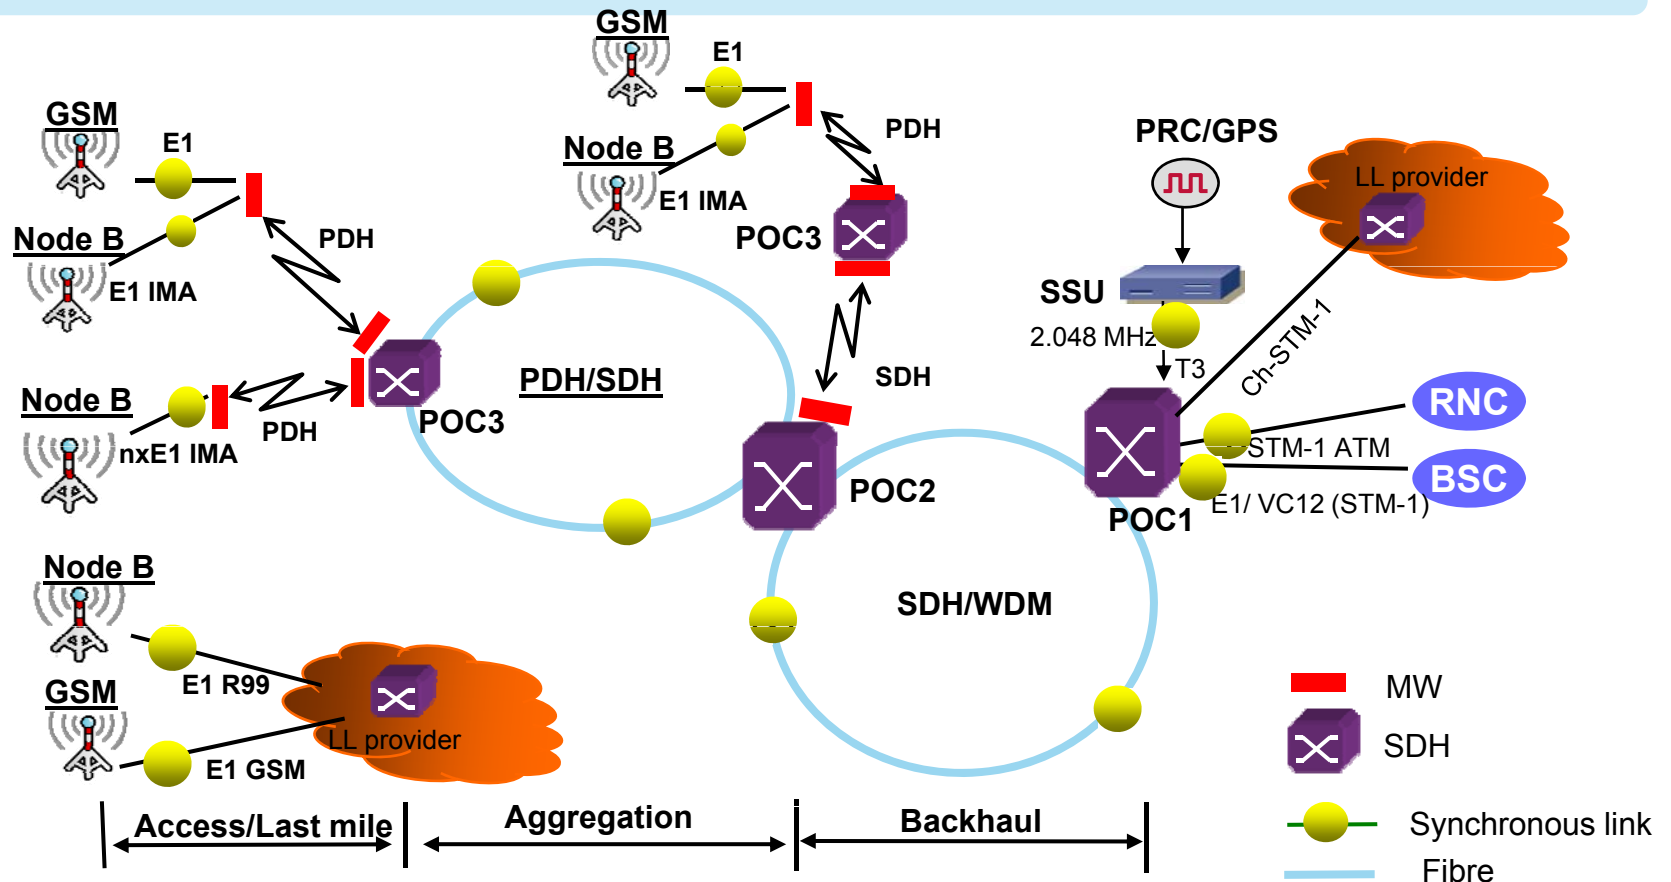 GSM
E1
GSM
E1
PDH
PRC/GPS
LL provider
Node B
E1 IMA
POC3
Node B
PDH
E1 IMA
SSU
2.048 MHz
T3
Ch-STM-1
PDH/SDH
SDH
Node B
nxE1 IMA
PDH
POC3
RNC
STM-1 ATM
BSC
E1/ VC12 (STM-1)
POC2
POC1
Node B
SDH/WDM
E1 R99
GSM
LL provider
E1 GSM
MW
SDH
Access/Last mile
Aggregation
Backhaul
Synchronous link
Fibre